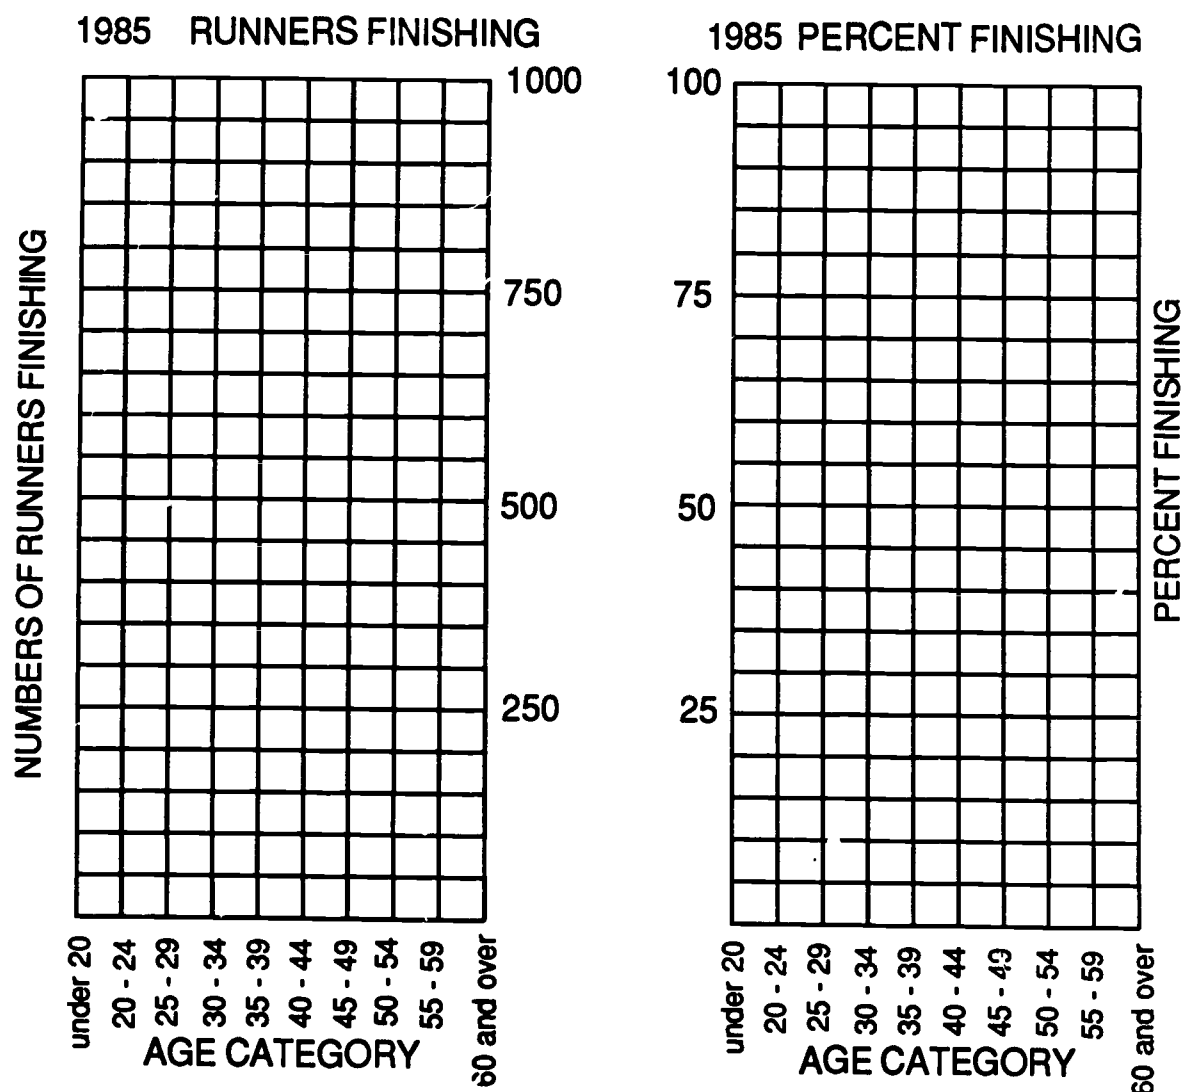 1985 RUNNERS FINISHING
NUMBERS OF RUNNERS FINISHING
1000
750
500
250
under 20
20 - 24
25 - 29
30 - 34
35 - 39
40 - 44
45 - 49
50 - 54
55 - 59
60 and over
AGE CATEGORY
1985 PERCENT FINISHING
100
75
50
25
PERCENT FINISHING
under 20
20 - 24
25 - 29
30 - 34
35 - 39
40 - 44
45 - 49
50 - 54
55 - 59
60 and over
AGE CATEGORY